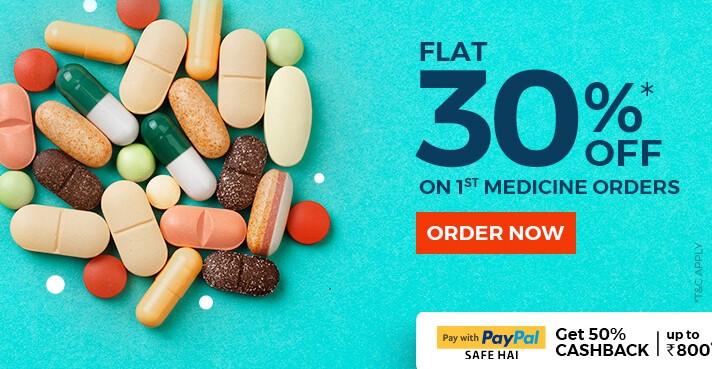 FLAT
30%*
OFF
ON 1ST MEDICINE ORDERS
ORDER NOW
*T&C APPLY
Pay with PayPal
SAFE HAI
Get 50%
CASHBACK
up to
₹800*